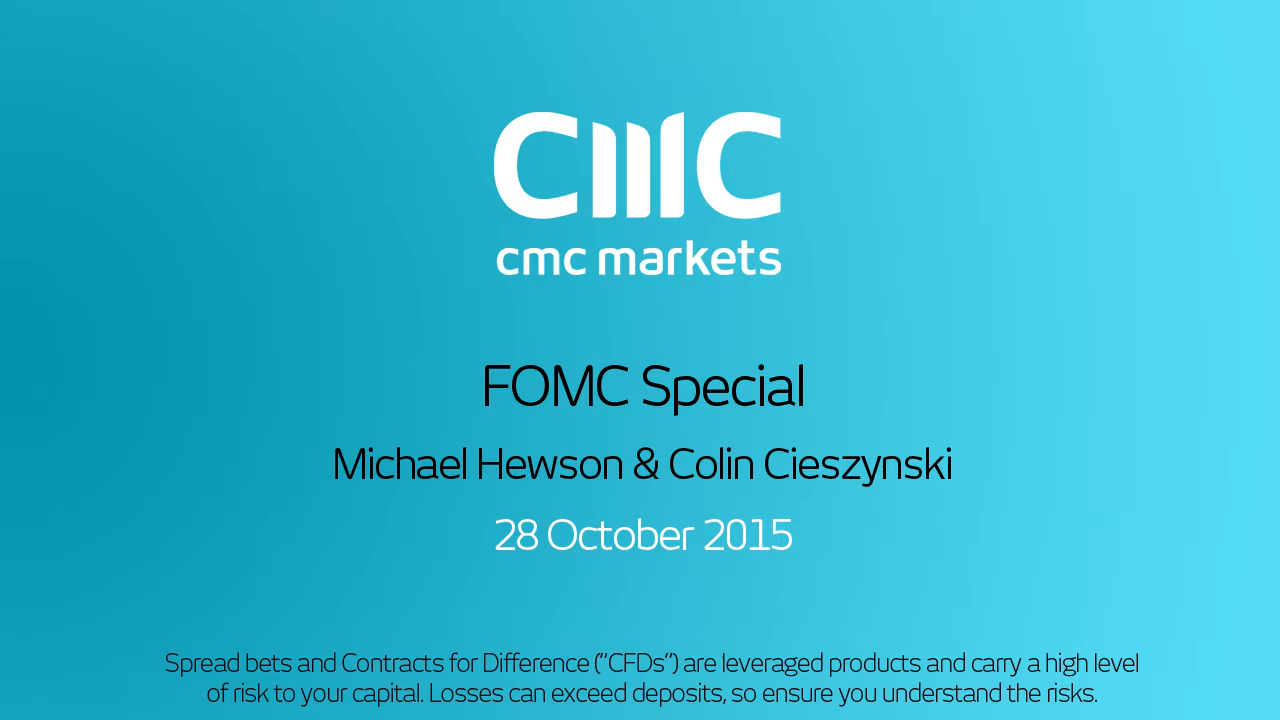 CMC
cmc markets
FOMC Special
Michael Hewson & Colin Cieszynski
28 October 2015
Spread bets and Contracts for Difference (”CFDs”) are leveraged products and carry a high level
of risk to your capital. Losses can exceed deposits, so ensure you understand the risks.